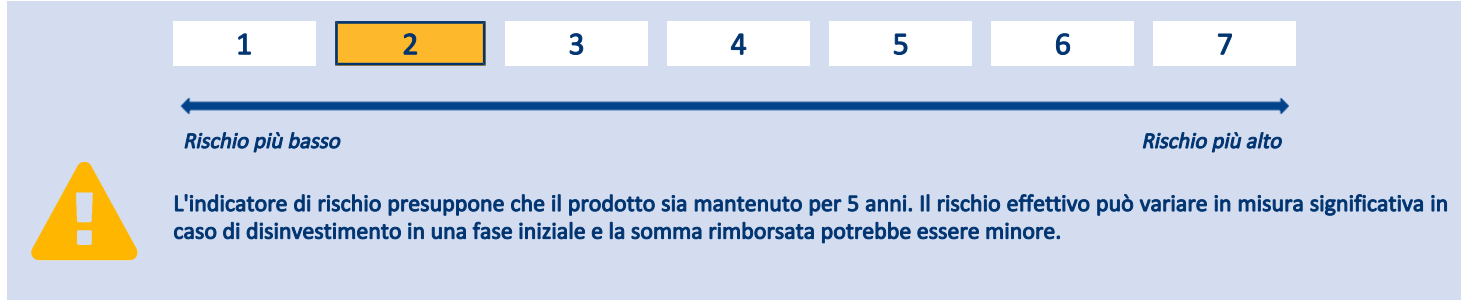 1 2 3 4 5 6 7
Rischio più basso Rischio più alto
L'indicatore di rischio presuppone che il prodotto sia mantenuto per 5 anni. Il rischio effettivo può variare in misura significativa in
caso di disinvestimento in una fase iniziale e la somma rimborsata potrebbe essere minore.